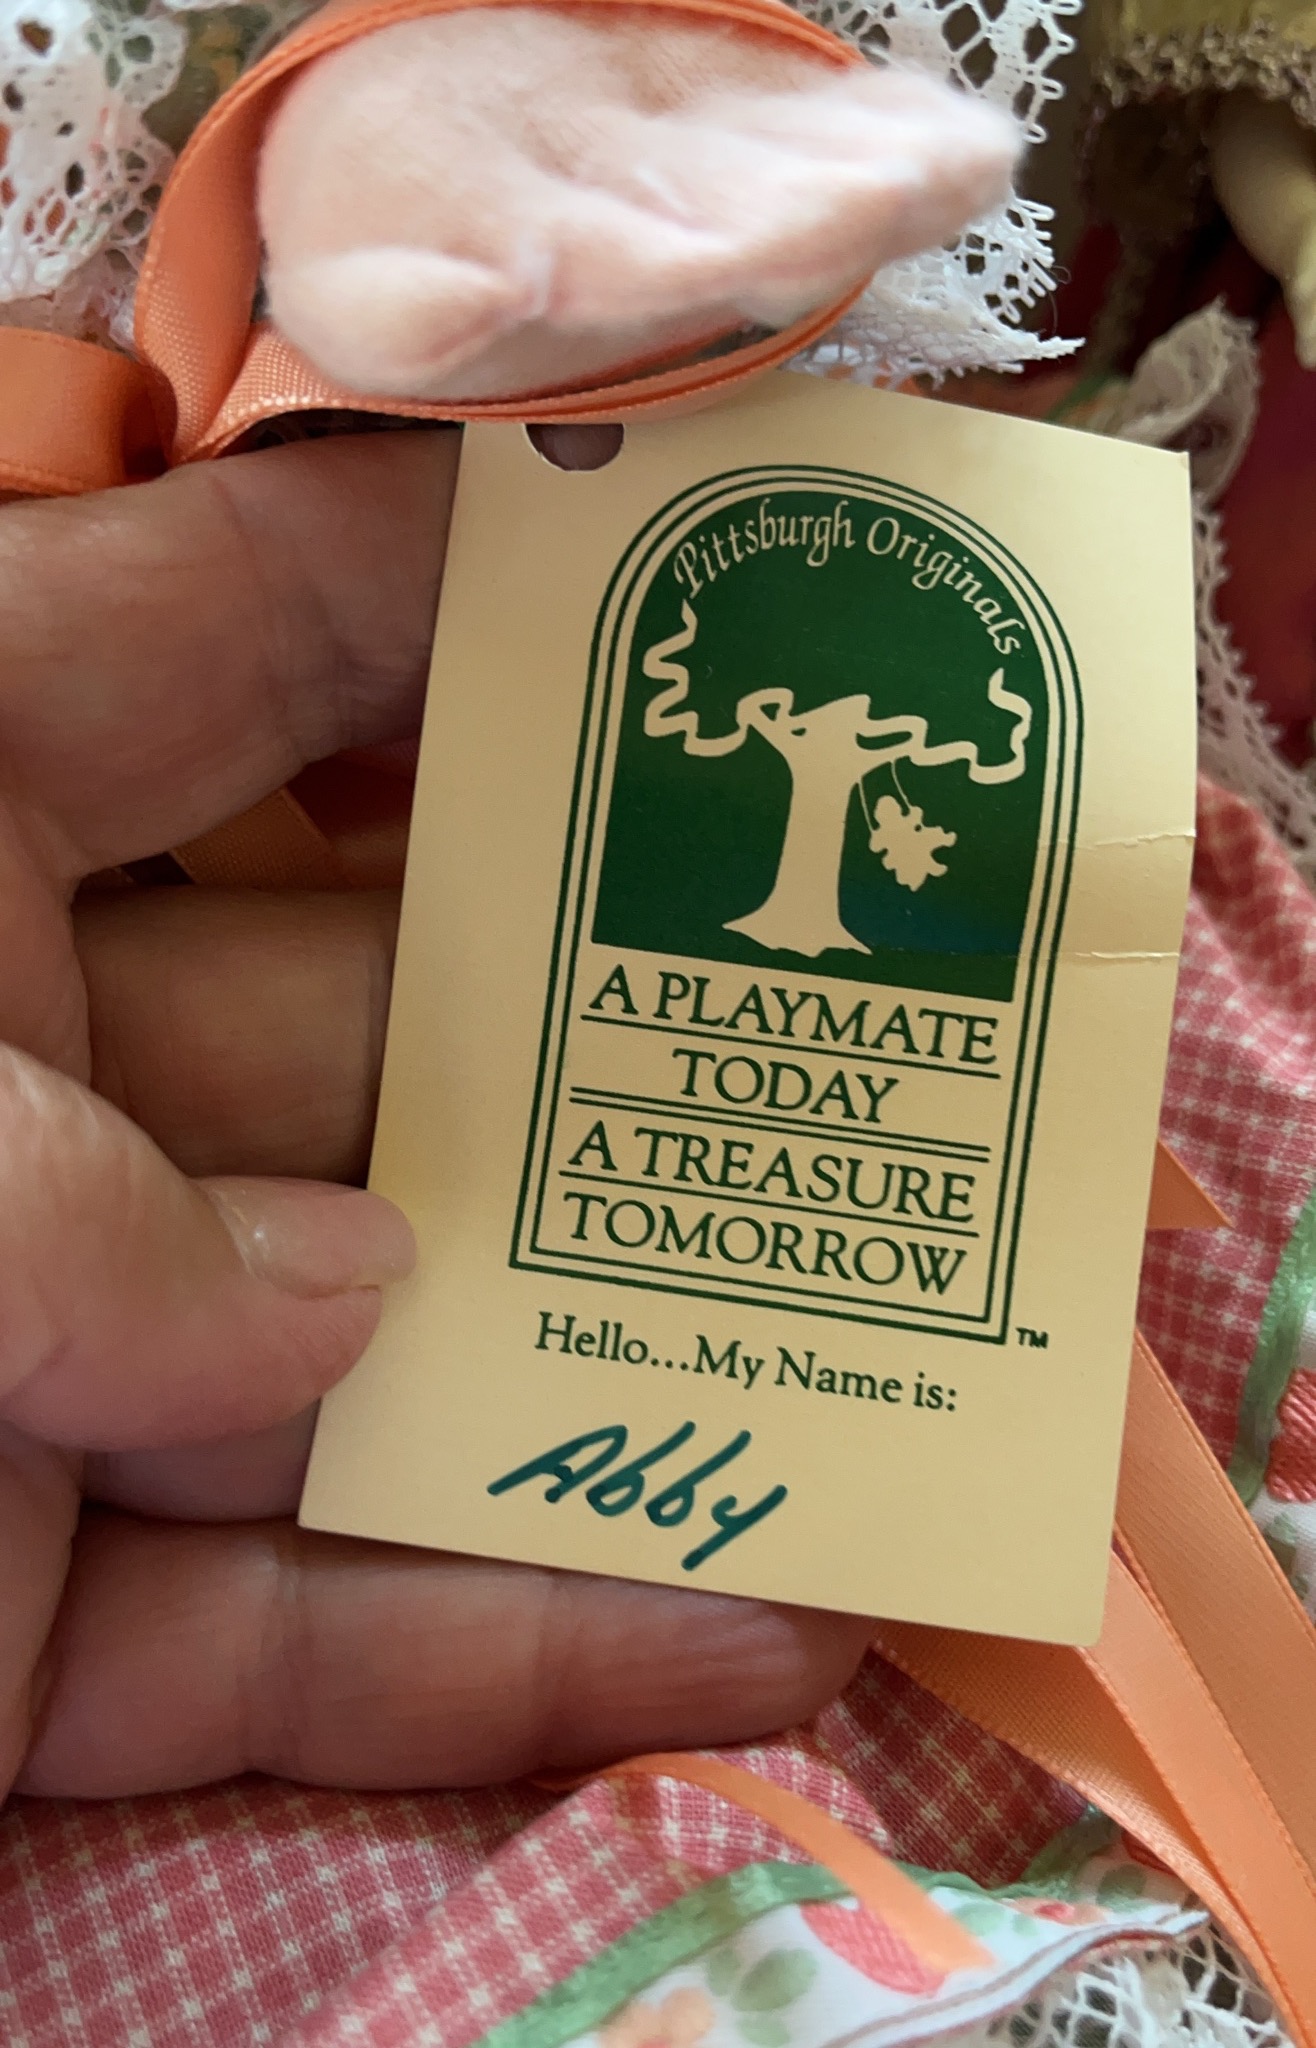 Pittsburgh Originals
A PLAYMATE
TODAY
A TREASURE
TOMORROW
TM
Hello...My Name is:
Abby